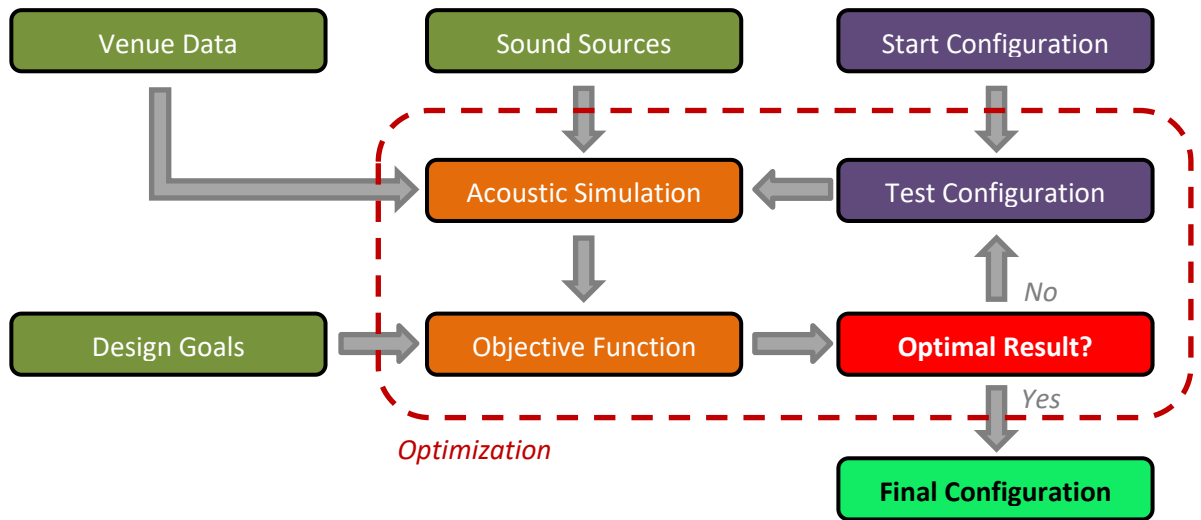 Venue Data
Sound Sources
Start Configuration
Acoustic Simulation
Test Configuration
No
Design Goals
Objective Function
Optimal Result?
Yes
Optimization
Final Configuration